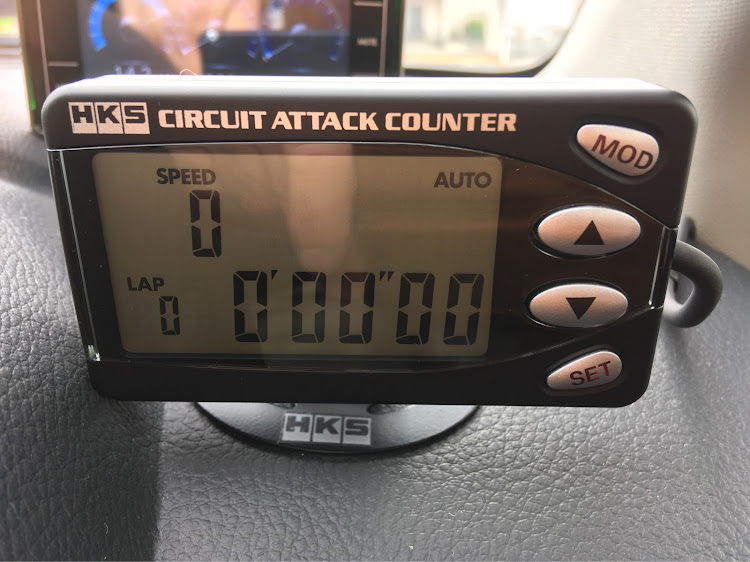 HKS CIRCUIT ATTACK COUNTER
MOD
SPEED AUTO
0
▲
LAP
0 0'00"00
▼
SET
HKS